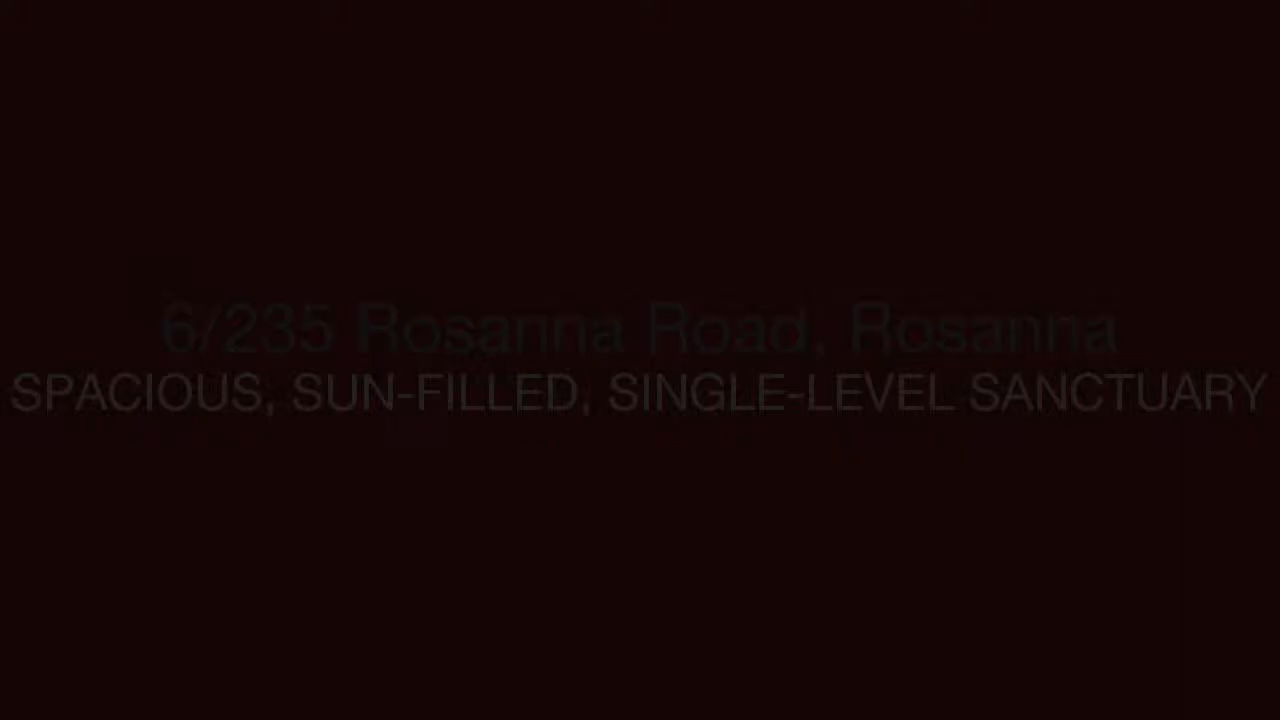 6/235 Rosanna Road, Rosanna
SPACIOUS, SUN-FILLED, SINGLE-LEVEL SANCTUARY